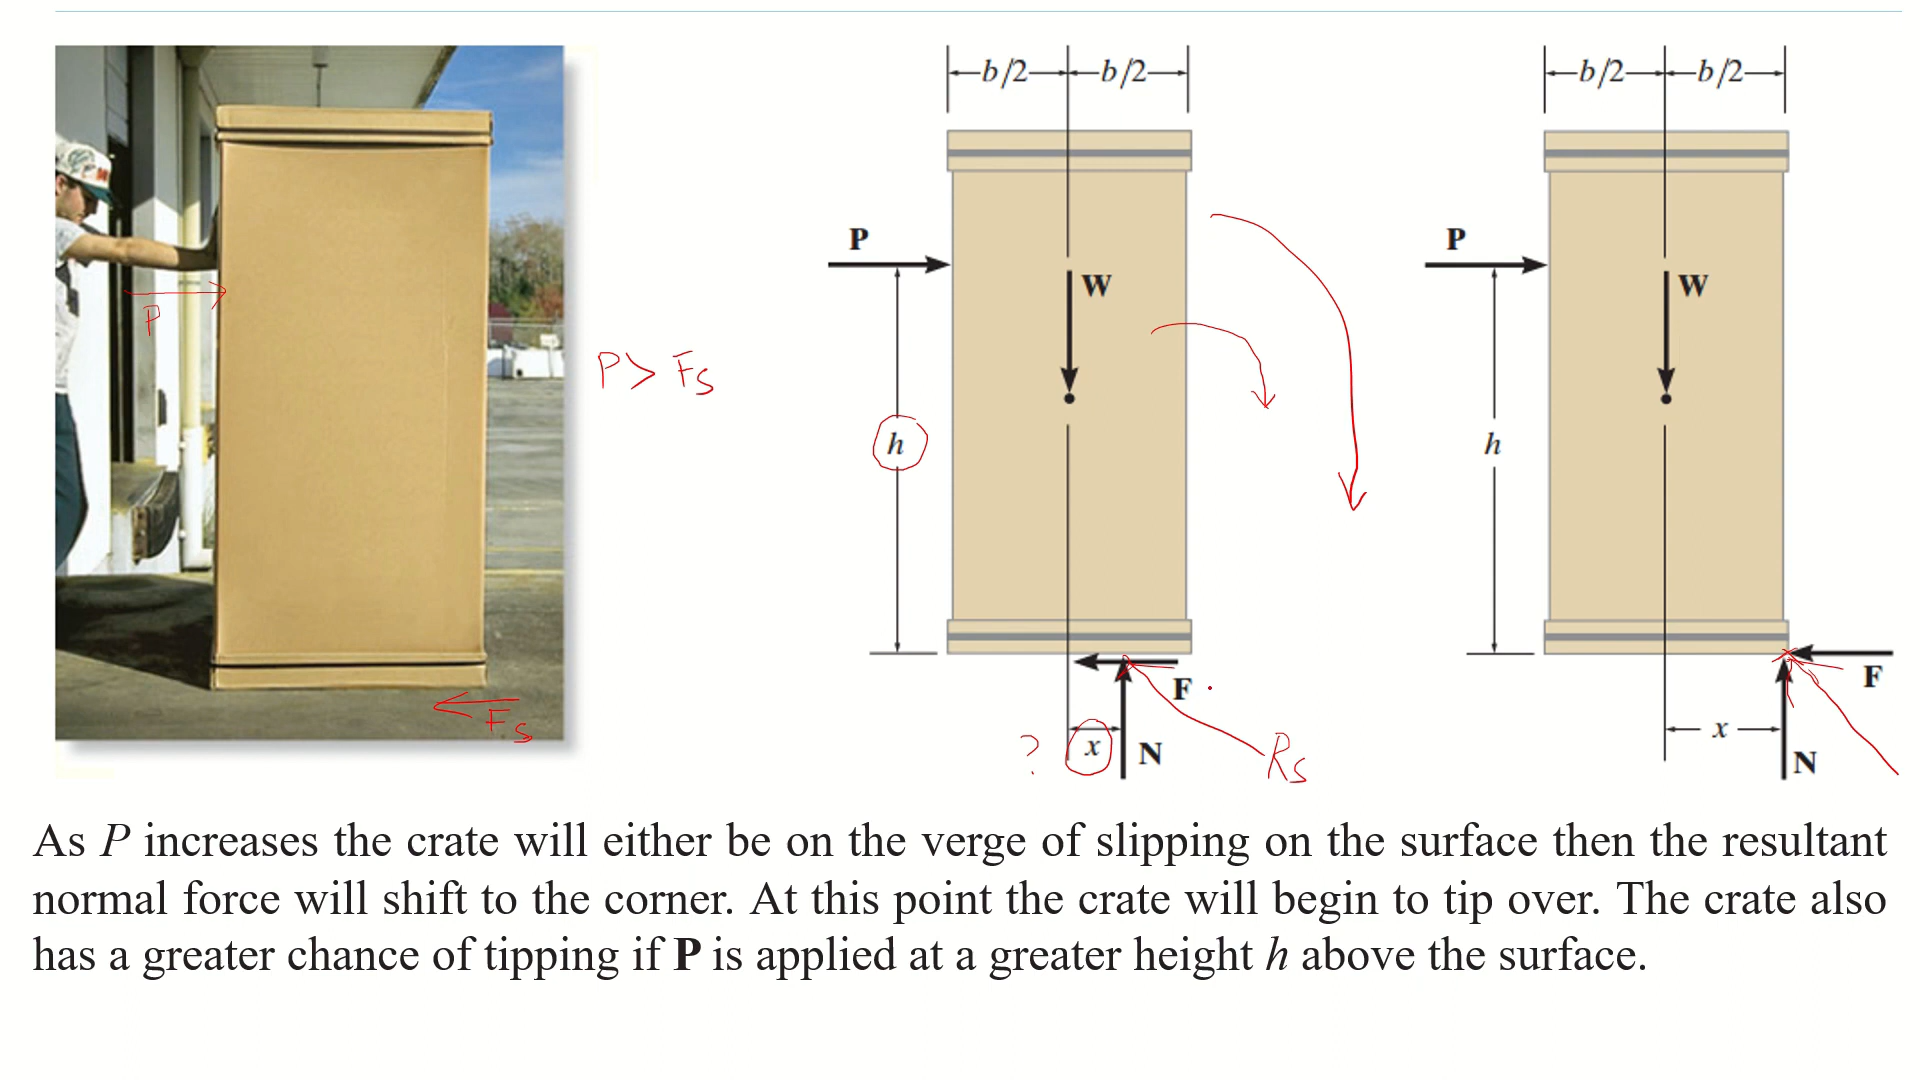 b/2 b/2 b/2 b/2
P P
W W
P
P > Fs
h h
F
F
Fs
x
? x N Rs N
As P increases the crate will either be on the verge of slipping on the surface then the resultant
normal force will shift to the corner. At this point the crate will begin to tip over. The crate also
has a greater chance of tipping if P is applied at a greater height h above the surface.